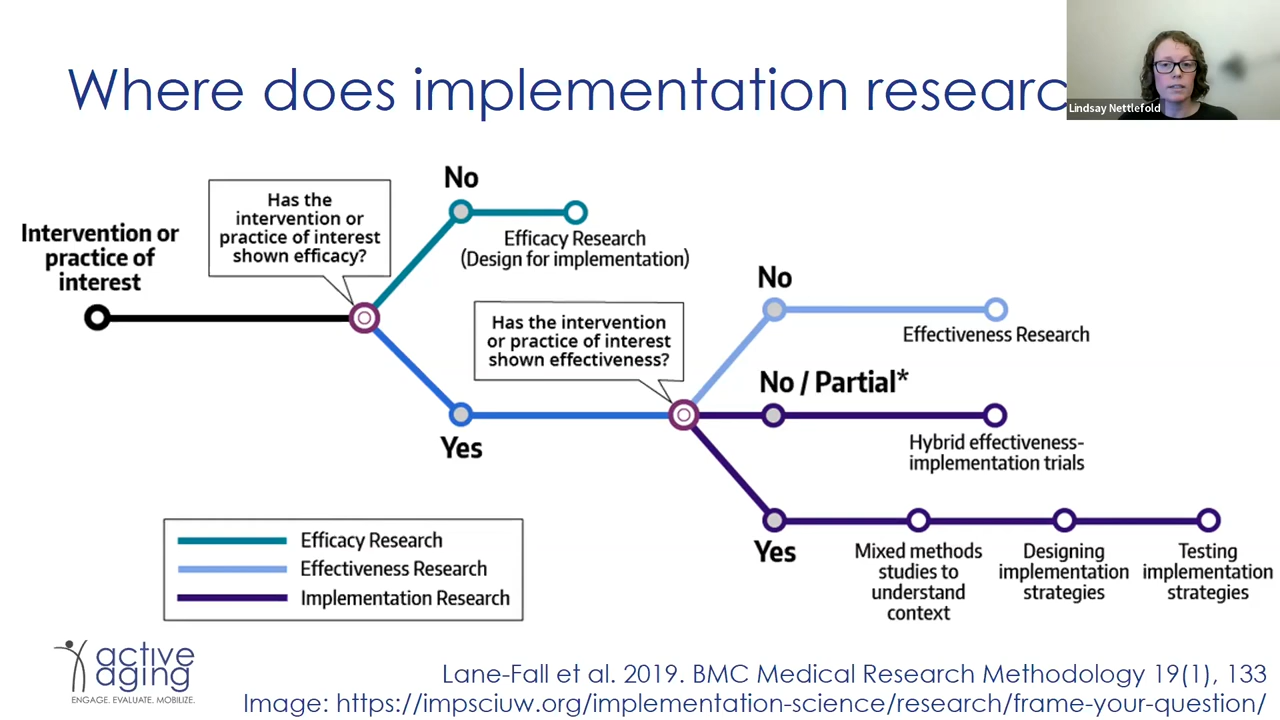 Where does implementation researc
Lindsay Nettlefold
Intervention or
practice of
interest
Has the
intervention or
practice of interest
shown efficacy?
No
Efficacy Research
(Design for implementation)
Yes
Has the intervention
or practice of interest
shown effectiveness?
No
Effectiveness Research
No / Partial*
Hybrid effectiveness-
implementation trials
Yes
Mixed methods
studies to
understand
context
Designing
implementation
strategies
Testing
implementation
strategies
Efficacy Research
Effectiveness Research
Implementation Research
active
aging
ENGAGE. EVALUATE. MOBILIZE.
Lane-Fall et al. 2019. BMC Medical Research Methodology 19(1), 133
Image: https://impsciuw.org/implementation-science/research/frame-your-question/